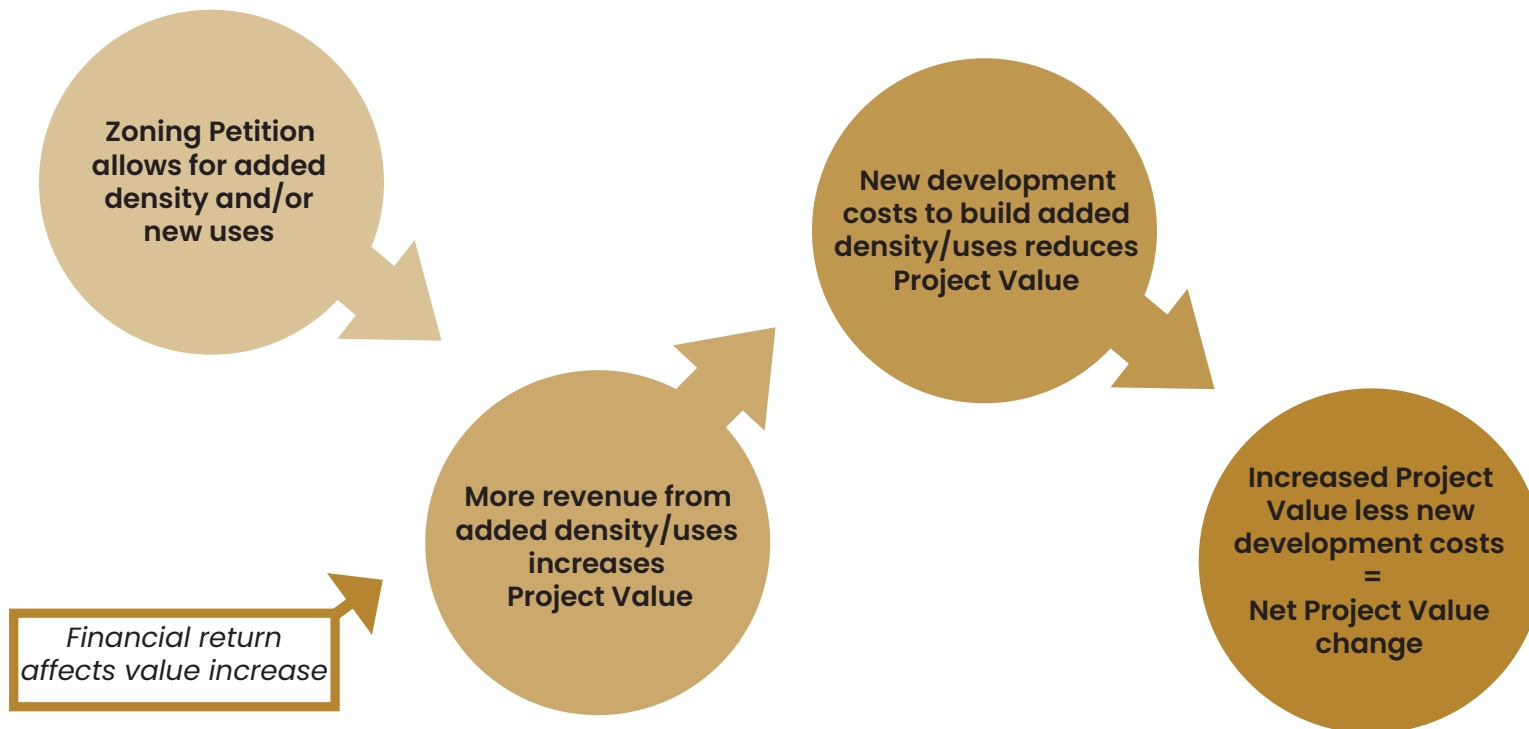 Zoning Petition
allows for added
density and/or
new uses
More revenue from
added density/uses
increases
Project Value
Financial return
affects value increase
New development
costs to build added
density/uses reduces
Project Value
Increased Project
Value less new
development costs
=
Net Project Value
change